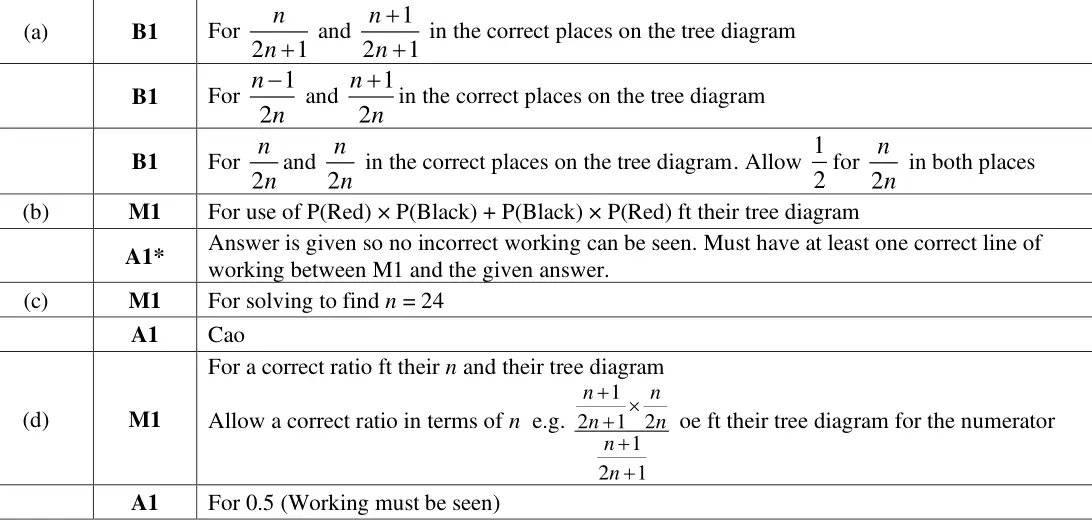 (a) B1 For n/(2n+1) and (n+1)/(2n+1) in the correct places on the tree diagram
B1 For (n−1)/2n and (n+1)/2n in the correct places on the tree diagram
B1 For n/2n and n/2n in the correct places on the tree diagram. Allow 1/2 for n/2n in both places
(b) M1 For use of P(Red) × P(Black) + P(Black) × P(Red) ft their tree diagram
A1* Answer is given so no incorrect working can be seen. Must have at least one correct line of
working between M1 and the given answer.
(c) M1 For solving to find n = 24
A1 Cao
For a correct ratio ft their n and their tree diagram
(d) M1 Allow a correct ratio in terms of n e.g. ((n+1)/(2n+1) × n/2n)/((n+1)/(2n+1)) oe ft their tree diagram for the numerator
A1 For 0.5 (Working must be seen)